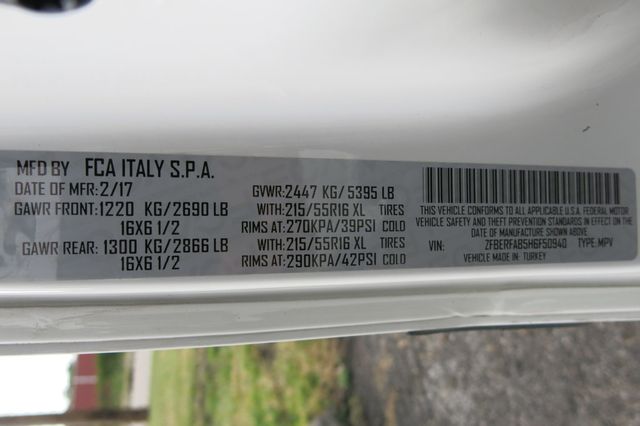 MFD BY FCA ITALY S.P.A.
DATE OF MFR: 2/17
GVWR: 2447 KG/ 5395 LB
GAWR FRONT: 1220 KG/2690 LB WITH: 215/55R16 XL TIRES
16X6 1/2 RIMS AT: 270KPA/39PSI COLD
GAWR REAR: 1300 KG/2866 LB WITH: 215/55R16 XL TIRES
16X6 1/2 RIMS AT: 290KPA/42PSI COLD
THIS VEHICLE CONFORMS TO ALL APPLICABLE U.S.A. FEDERAL MOTOR
VEHICLE SAFETY AND THEFT PREVENTION STANDARDS IN EFFECT ON THE
DATE OF MANUFACTURE SHOWN ABOVE
VIN: ZFBERFAB5H6F50940 TYPE: MPV
VEHICLE MADE IN: TURKEY